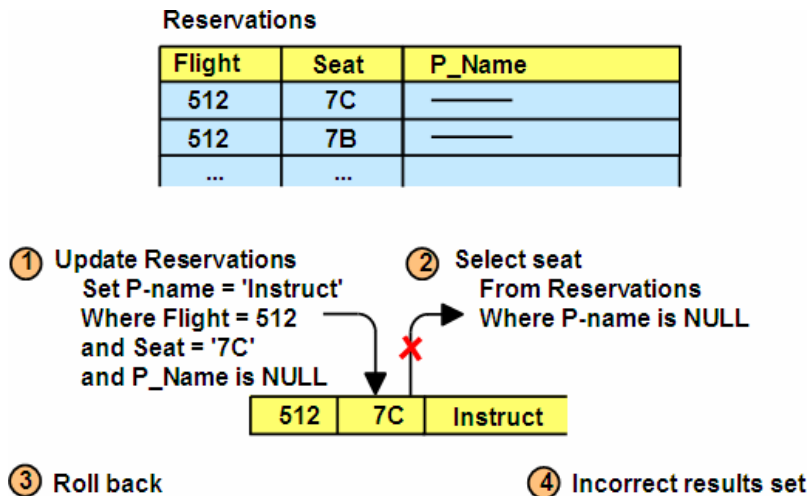 Reservations
Flight Seat P_Name
512 7C
512 7B
... ...
1 Update Reservations
Set P-name = 'Instruct'
Where Flight = 512
and Seat = '7C'
and P_Name is NULL
2 Select seat
From Reservations
Where P-name is NULL
512 7C Instruct
3 Roll back
4 Incorrect results set